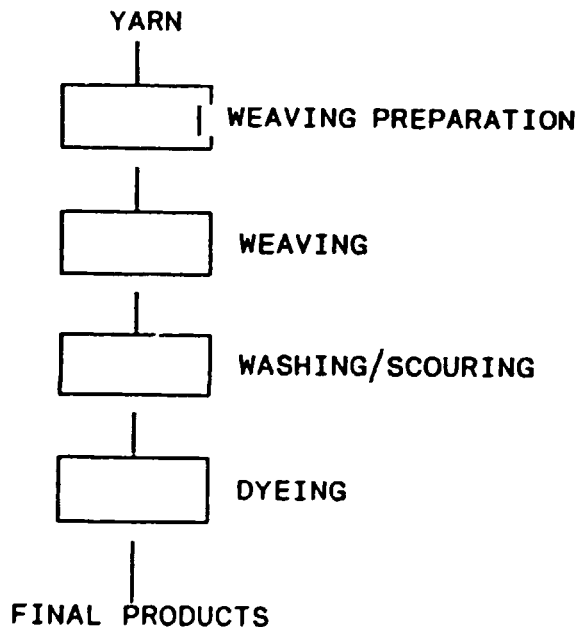 YARN
WEAVING PREPARATION
WEAVING
WASHING/SCOURING
DYEING
FINAL PRODUCTS